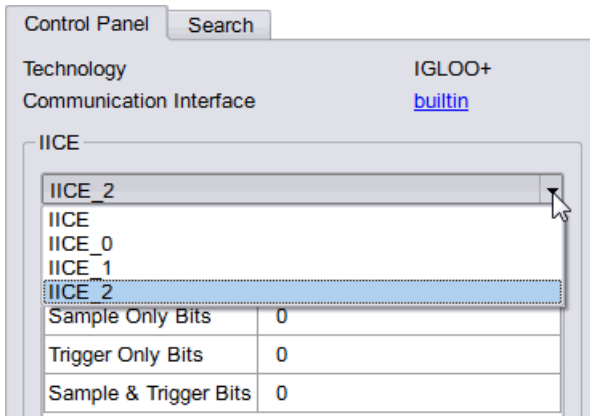 Control Panel Search
Technology IGLOO+
Communication Interface builtin
IICE
IICE_2
IICE
IICE_0
IICE_1
IICE_2
Sample Only Bits 0
Trigger Only Bits 0
Sample & Trigger Bits 0